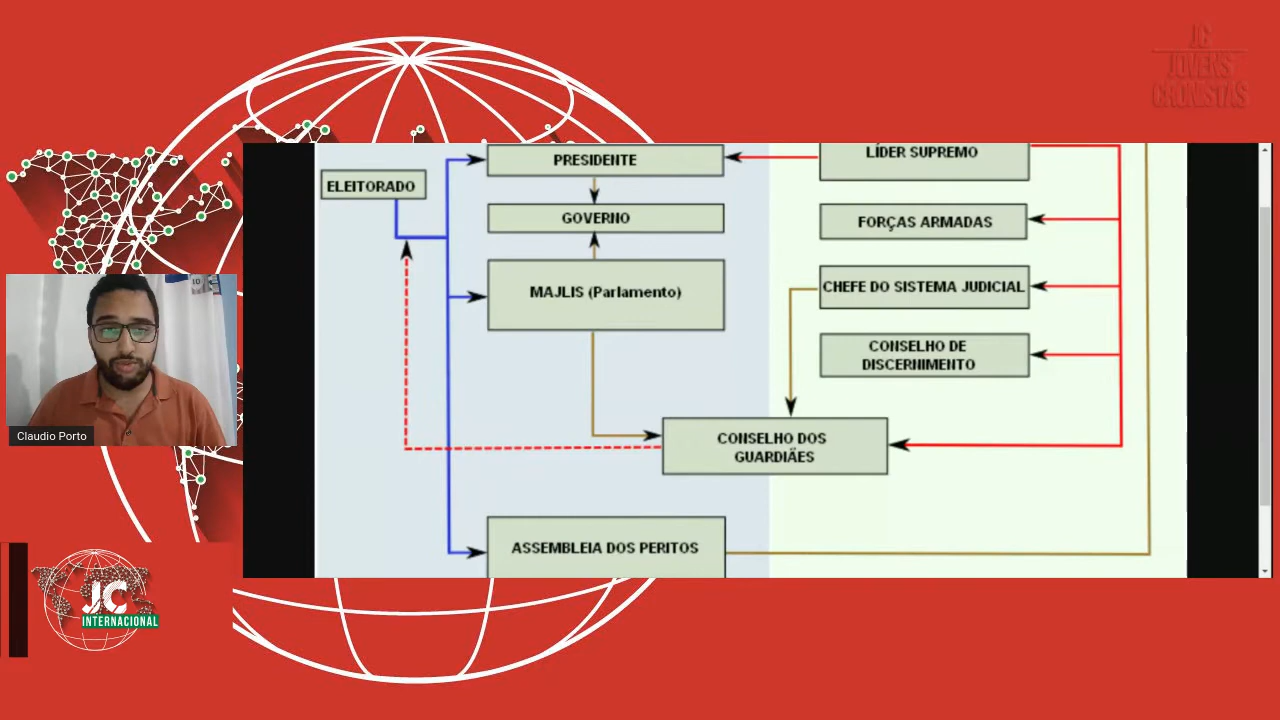 JC
JOVENS
CRONISTAS
PRESIDENTE
LÍDER SUPREMO
ELEITORADO
GOVERNO
FORÇAS ARMADAS
MAJLIS (Parlamento)
CHEFE DO SISTEMA JUDICIAL
CONSELHO DE
DISCERNIMENTO
CONSELHO DOS
GUARDIÃES
ASSEMBLEIA DOS PERITOS
Claudio Porto
JC
INTERNACIONAL